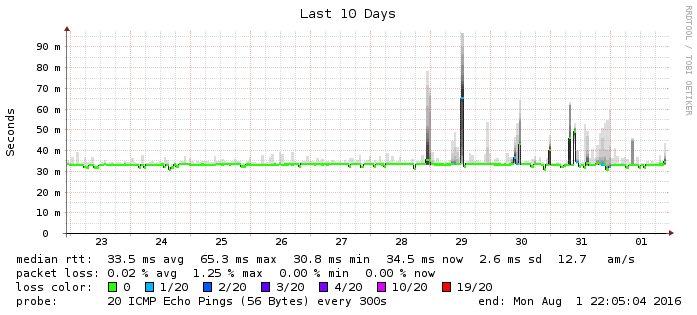 Last 10 Days
RRDTOOL / TOBI OETIKER
Seconds
90 m
80 m
70 m
60 m
50 m
40 m
30 m
20 m
10 m
0
23 24 25 26 27 28 29 30 31 01
median rtt: 33.5 ms avg 65.3 ms max 30.8 ms min 34.5 ms now 2.6 ms sd 12.7 am/s
packet loss: 0.02 % avg 1.25 % max 0.00 % min 0.00 % now
loss color: 0 1/20 2/20 3/20 4/20 10/20 19/20
probe: 20 ICMP Echo Pings (56 Bytes) every 300s end: Mon Aug 1 22:05:04 2016